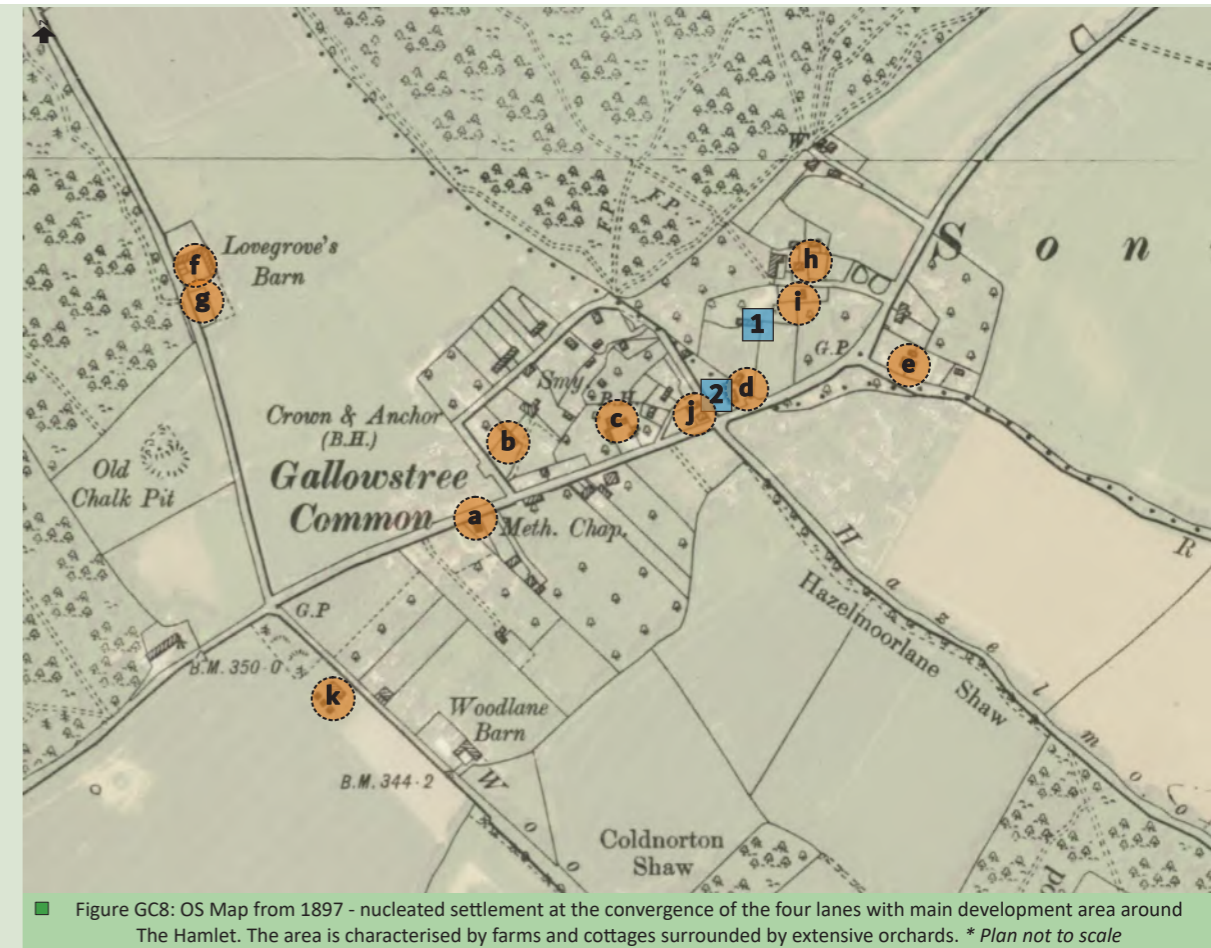 W
F.P.
F.P.
S o n
h
f
Lovegrove's
Barn
g
i
1
G.P
e
Smy.
2
d
B.H.
j
c
Crown & Anchor
(B.H.)
b
Old
Chalk Pit
Gallowstree
Common
a
Meth. Chap.
H a z e l m o o
R
Hazelmoorlane Shaw
G.P
B.M. 350·0
k
Woodlane
Barn
B.M. 344·2
W o o
Coldnorton
Shaw
od
Figure GC8: OS Map from 1897 - nucleated settlement at the convergence of the four lanes with main development area around
The Hamlet. The area is characterised by farms and cottages surrounded by extensive orchards. * Plan not to scale